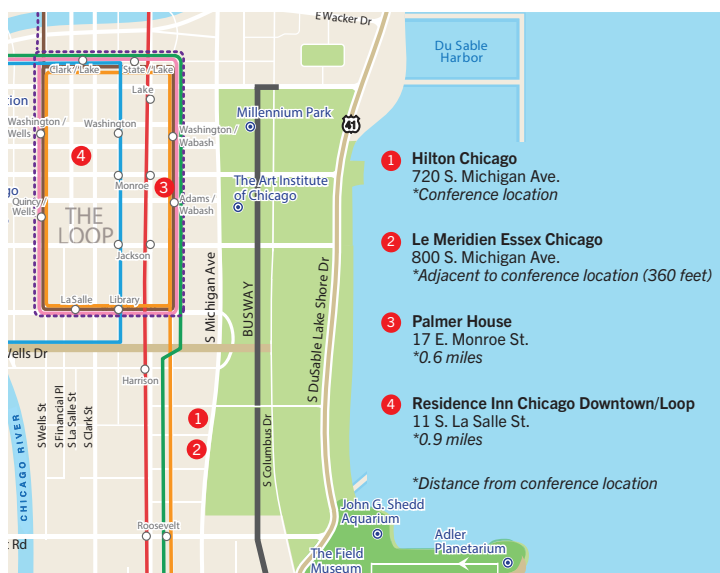 E Wacker Dr
Du Sable
Harbor
Clark / Lake
State / Lake
Lake
Washington /
Wells
Washington
Washington /
Wabash
Millennium Park
41
4
Monroe
3
The Art Institute
of Chicago
go
Quincy/
Wells
Adams /
Wabash
THE
LOOP
Jackson
LaSalle
Library
S Michigan Ave
BUSWAY
S DuSable Lake Shore Dr
Wells Dr
Harrison
S Wells St
S Financial Pl
S La Salle St
S Clark St
1
2
S Columbus Dr
CHICAGO RIVER
Roosevelt
t Rd
John G. Shedd
Aquarium
The Field
Museum
Adler
Planetarium
1 Hilton Chicago
720 S. Michigan Ave.
*Conference location
2 Le Meridien Essex Chicago
800 S. Michigan Ave.
*Adjacent to conference location (360 feet)
3 Palmer House
17 E. Monroe St.
*0.6 miles
4 Residence Inn Chicago Downtown/Loop
11 S. La Salle St.
*0.9 miles
*Distance from conference location